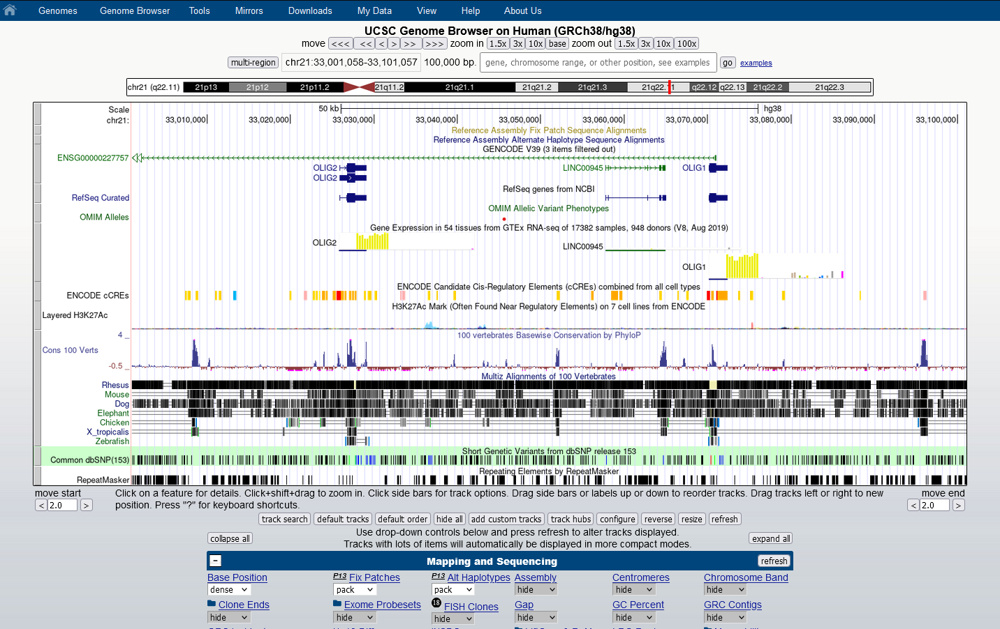 Genomes Genome Browser Tools Mirrors Downloads My Data View Help About Us
UCSC Genome Browser on Human (GRCh38/hg38)
move <<< << < > >> >>> zoom in 1.5x 3x 10x base zoom out 1.5x 3x 10x 100x
multi-region chr21:33,001,058-33,101,057 100,000 bp. gene, chromosome range, or other position, see examples go examples
chr21 (q22.11) 21p13 21p12 21p11.2 21q11.2 21q21.1 21q21.2 21q21.3 21q22.11 q22.12 q22.13 21q22.2 21q22.3
Scale 50 kb hg38
chr21: 33,010,000 33,020,000 33,030,000 33,040,000 33,050,000 33,060,000 33,070,000 33,080,000 33,090,000 33,100,000
Reference Assembly Fix Patch Sequence Alignments
Reference Assembly Alternate Haplotype Sequence Alignments
GENCODE V39 (3 items filtered out)
ENSG00000227757
OLIG2 LINC00945 OLIG1
OLIG2
RefSeq genes from NCBI
RefSeq Curated
OMIM Allelic Variant Phenotypes
OMIM Alleles
Gene Expression in 54 tissues from GTEx RNA-seq of 17382 samples, 948 donors (V8, Aug 2019)
OLIG2 LINC00945
OLIG1
ENCODE Candidate Cis-Regulatory Elements (cCREs) combined from all cell types
ENCODE cCREs
H3K27Ac Mark (Often Found Near Regulatory Elements) on 7 cell lines from ENCODE
Layered H3K27Ac
100 vertebrates Basewise Conservation by PhyloP
4 _
Cons 100 Verts
-0.5 _
Multiz Alignments of 100 Vertebrates
Rhesus
Mouse
Dog
Elephant
Chicken
X_tropicalis
Zebrafish
Short Genetic Variants from dbSNP release 153
Common dbSNP(153)
Repeating Elements by RepeatMasker
RepeatMasker
move start Click on a feature for details. Click+shift+drag to zoom in. Click side bars for track options. Drag side bars or labels up or down to reorder tracks. Drag tracks left or right to new move end
< 2.0 > position. Press "?" for keyboard shortcuts. < 2.0 >
track search default tracks default order hide all add custom tracks track hubs configure reverse resize refresh
collapse all Use drop-down controls below and press refresh to alter tracks displayed. expand all
Tracks with lots of items will automatically be displayed in more compact modes.
- Mapping and Sequencing refresh
Base Position P13 Fix Patches P13 Alt Haplotypes Assembly Centromeres Chromosome Band
dense pack pack hide hide hide
Clone Ends Exome Probesets 18 FISH Clones Gap GC Percent GRC Contigs
hide hide hide hide hide hide